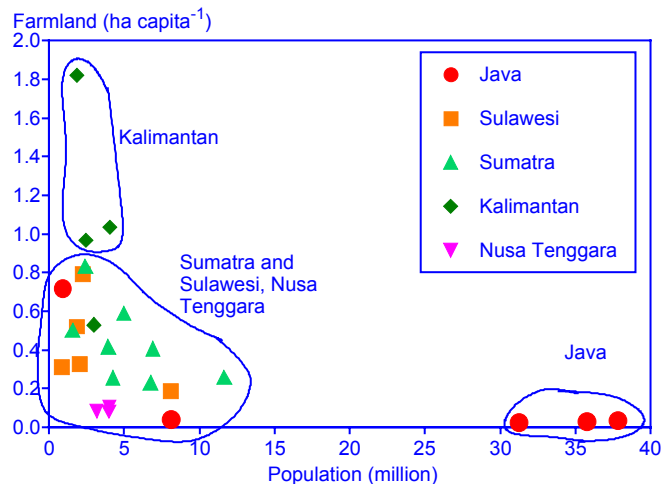 Farmland (ha capita⁻¹)
2.0
1.8
1.6
1.4
1.2
1.0
0.8
0.6
0.4
0.2
0.0
0
5
10
15
20
25
30
35
40
Population (million)
Kalimantan
Sumatra and
Sulawesi, Nusa
Tenggara
Java
Java
Sulawesi
Sumatra
Kalimantan
Nusa Tenggara